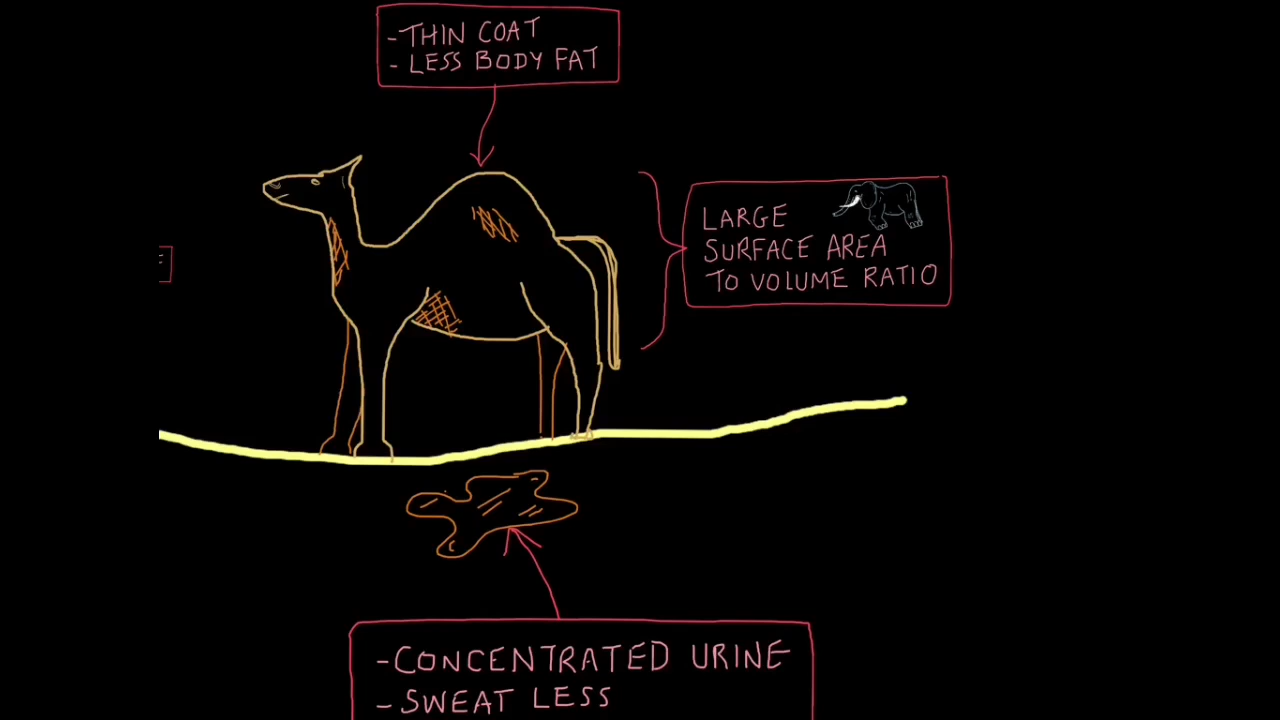 -THIN COAT
- LESS BODY FAT
LARGE
SURFACE AREA
TO VOLUME RATIO
-CONCENTRATED URINE
-SWEAT LESS